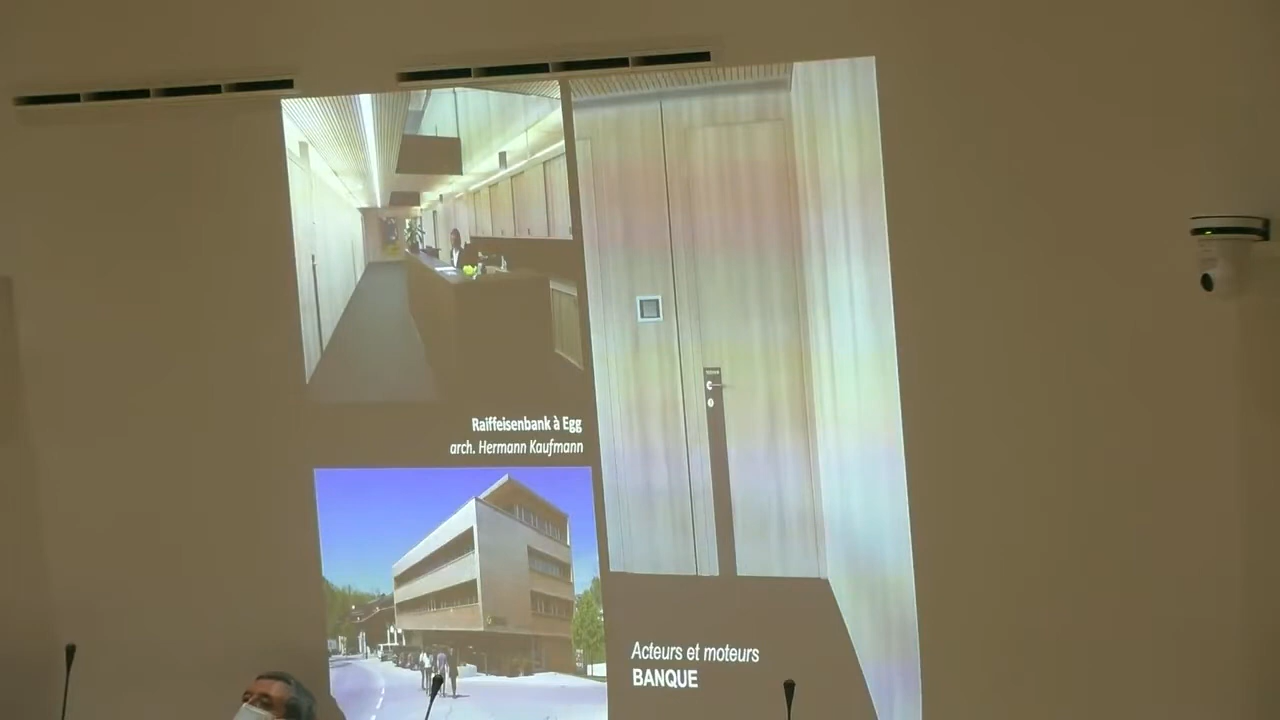 Raiffeisenbank à Egg
arch. Hermann Kaufmann
Acteurs et moteurs
BANQUE